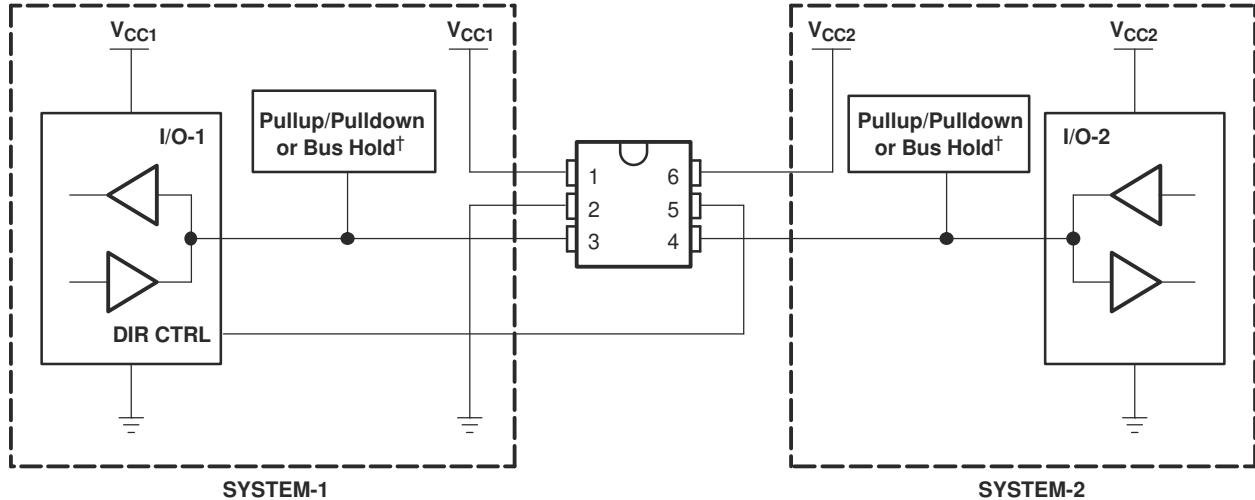 VCC1
VCC1
VCC2
VCC2
I/O-1
Pullup/Pulldown
or Bus Hold†
Pullup/Pulldown
or Bus Hold†
I/O-2
1
6
2
5
3
4
DIR CTRL
SYSTEM-1
SYSTEM-2